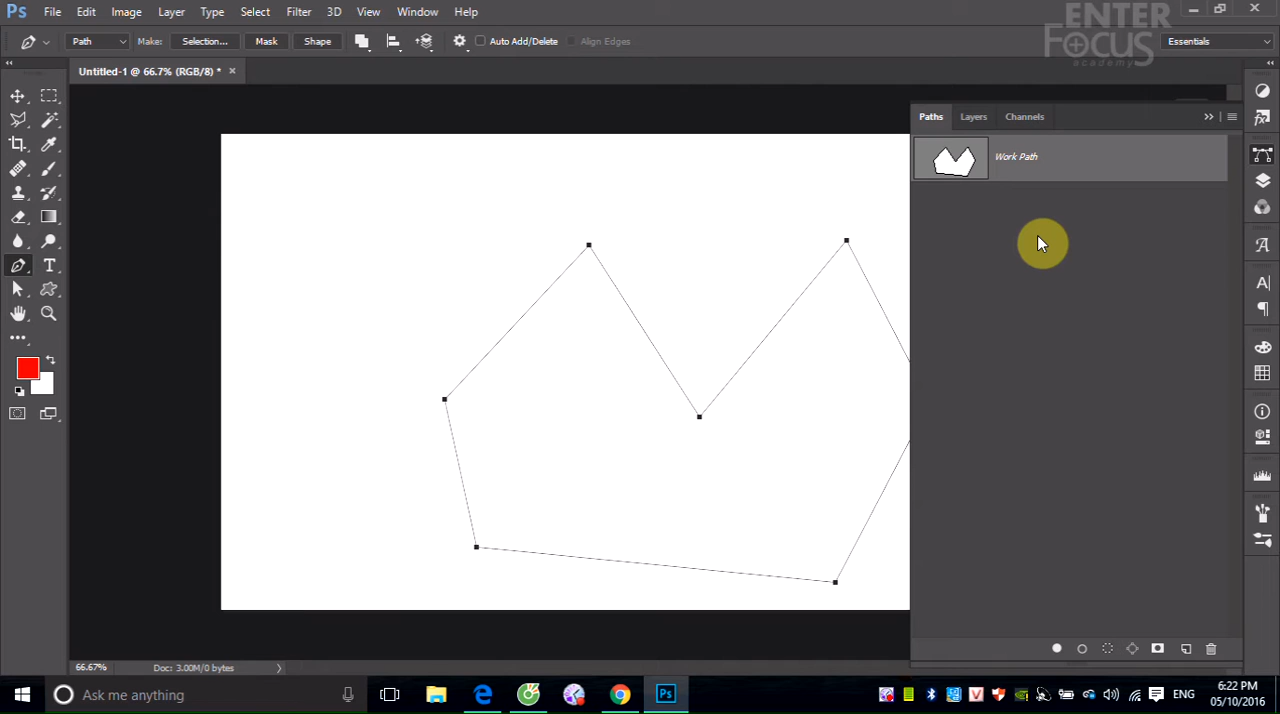 Ps File Edit Image Layer Type Select Filter 3D View Window Help
ENTER
FOCUS
academy
Path Make: Selection... Mask Shape Auto Add/Delete Align Edges Essentials
Untitled-1 @ 66.7% (RGB/8) *
Paths Layers Channels
Work Path
66.67% Doc: 3.00M/0 bytes
Ask me anything
Ps
ENG
6:22 PM
05/10/2016